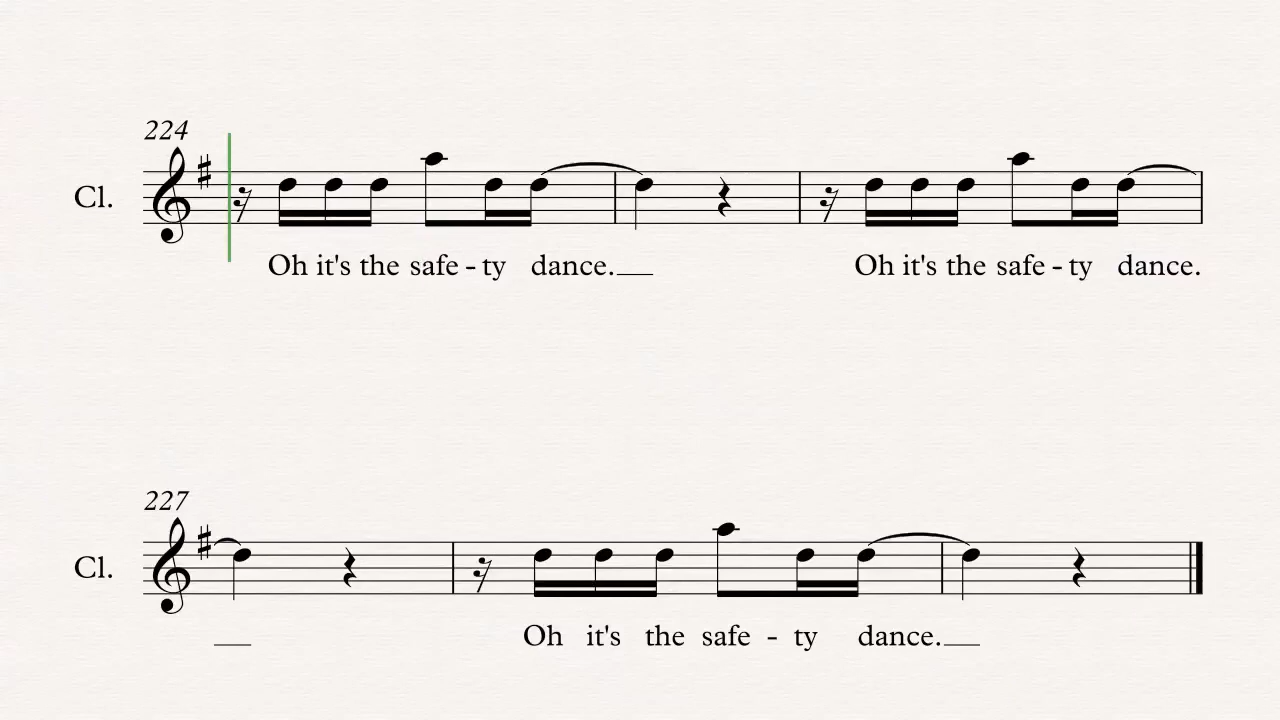 224
Cl.
Oh it's the safe - ty dance. Oh it's the safe - ty dance.
227
Cl.
Oh it's the safe - ty dance.